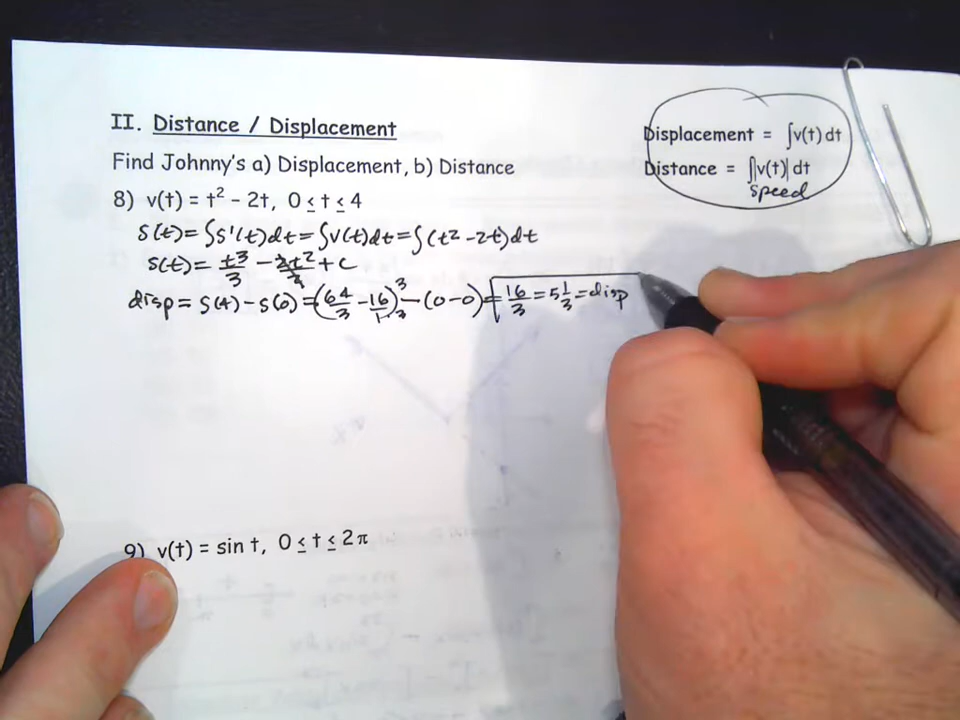 II. Distance / Displacement
Displacement = ∫v(t) dt
Find Johnny's a) Displacement, b) Distance
Distance = ∫|v(t)| dt
speed
8) v(t) = t² - 2t, 0 ≤ t ≤ 4
s(t) = ∫s'(t)dt = ∫v(t)dt = ∫(t² - 2t)dt
s(t) = t³/3 - 2t²/2 + c
disp = s(4) - s(0) = (64/3 - 16/1)³₃ - (0 - 0) = 16/3 = 5 1/3 = disp
9) v(t) = sin t, 0 ≤ t ≤ 2π